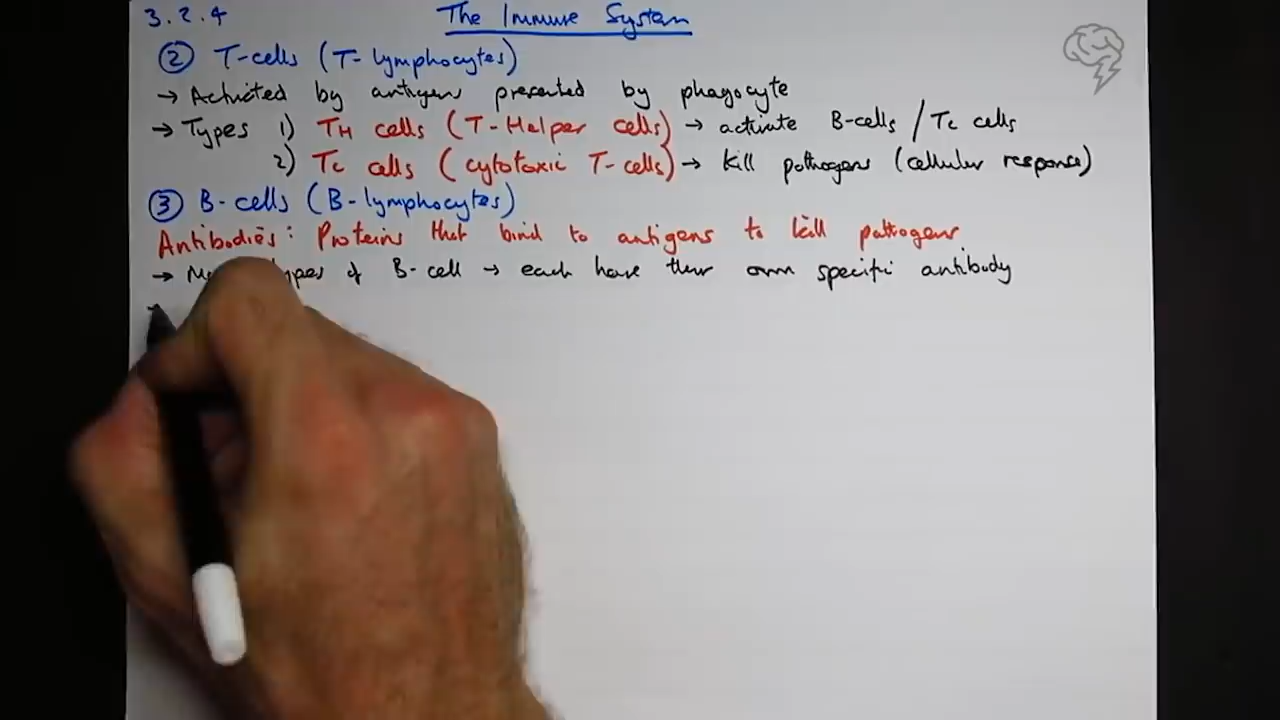 3.2.4 The Immune System
② T-cells (T-lymphocytes)
→ Activated by antigens presented by phagocyte
→ Types 1) TH cells (T-Helper cells) → activate B-cells / Tc cells
2) Tc cells (cytotoxic T-cells) → kill pathogens (cellular response)
③ B-cells (B-lymphocytes)
Antibodies: Proteins that bind to antigens to kill pathogens
→ of B-cell → each have their own specific antibody